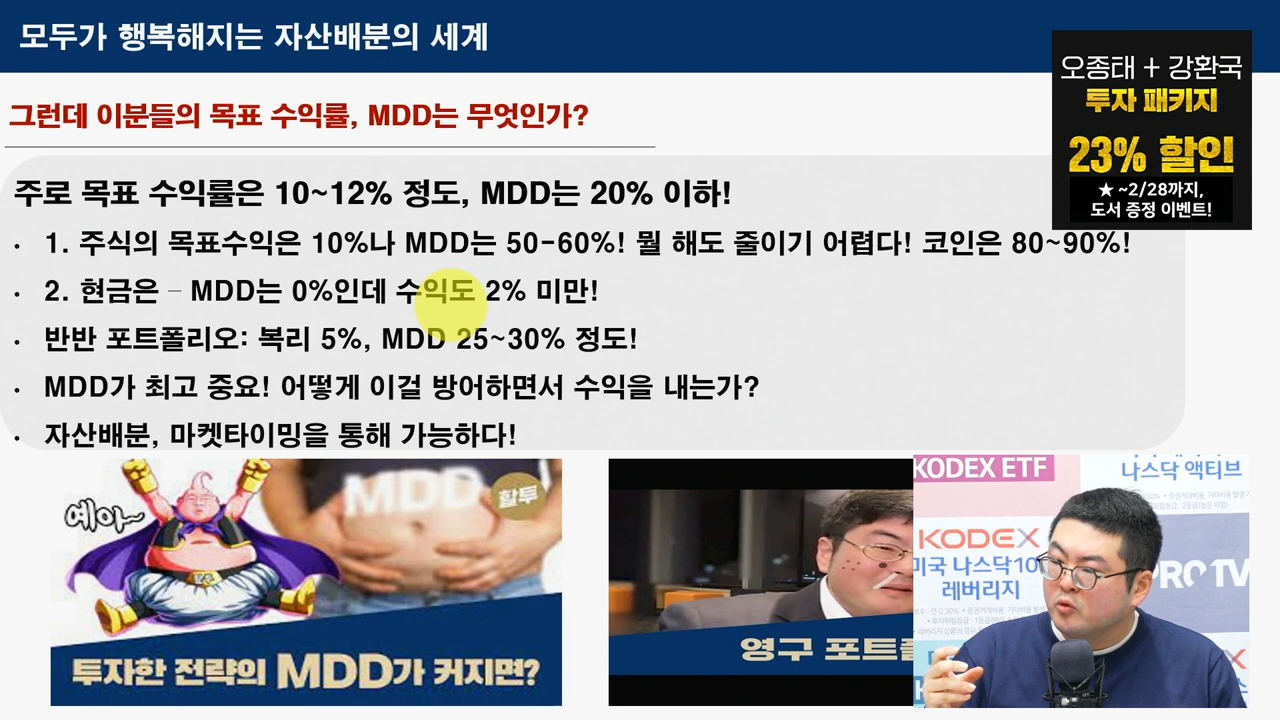 모두가 행복해지는 자산배분의 세계
오종태 + 강환국
투자 패키지
23% 할인
★ ~2/28까지,
도서 증정 이벤트!
그런데 이분들의 목표 수익률, MDD는 무엇인가?
주로 목표 수익률은 10~12% 정도, MDD는 20% 이하!
• 1. 주식의 목표수익은 10%나 MDD는 50-60%! 뭘 해도 줄이기 어렵다! 코인은 80~90%!
• 2. 현금은 – MDD는 0%인데 수익도 2% 미만!
• 반반 포트폴리오: 복리 5%, MDD 25~30% 정도!
• MDD가 최고 중요! 어떻게 이걸 방어하면서 수익을 내는가?
• 자산배분, 마켓타이밍을 통해 가능하다!
예아~
MDD
할투
투자한 전략의 MDD가 커지면?
영구 포트
KODEX ETF
나스닥 액티브
KODEX
미국 나스닥10
레버리지
PRO TV